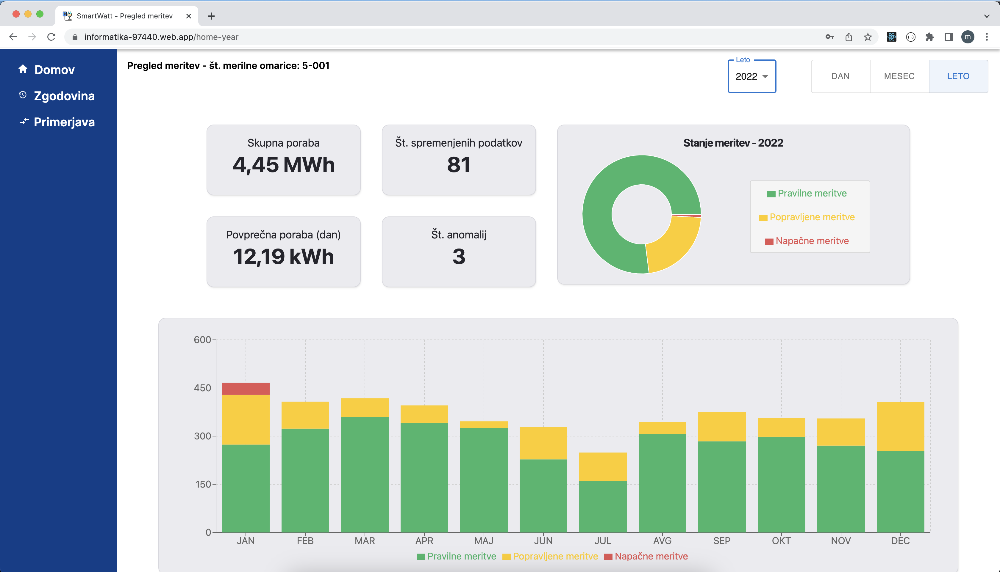 SmartWatt - Pregled meritev
informatika-97440.web.app/home-year
m
Domov
Zgodovina
Primerjava
Pregled meritev - št. merilne omarice: 5-001
Leto
2022
DAN MESEC LETO
Skupna poraba
4,45 MWh
Št. spremenjenih podatkov
81
Povprečna poraba (dan)
12,19 kWh
Št. anomalij
3
Stanje meritev - 2022
Pravilne meritve
Popravljene meritve
Napačne meritve
600
450
300
150
0
JAN FEB MAR APR MAJ JUN JUL AVG SEP OKT NOV DEC
Pravilne meritve Popravljene meritve Napačne meritve